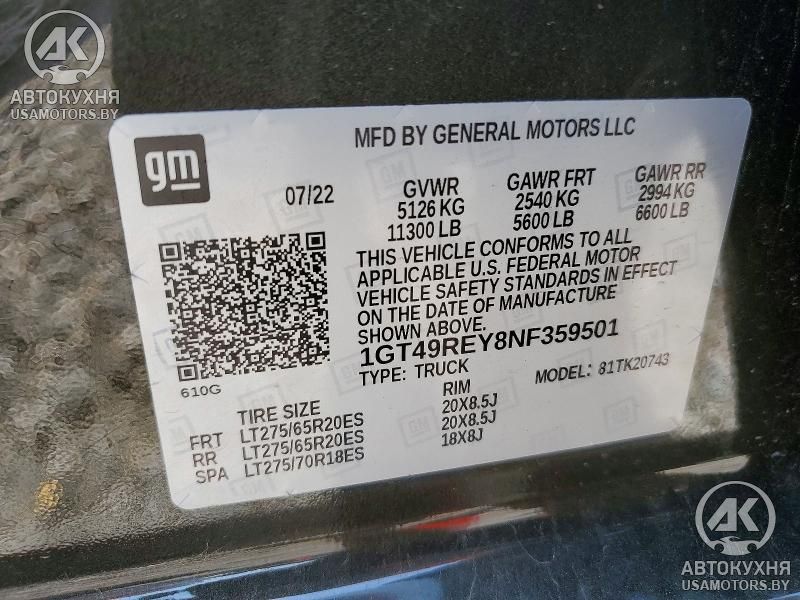 АК
АВТОКУХНЯ
USAMOTORS.BY
gm
MFD BY GENERAL MOTORS LLC
07/22 GVWR GAWR FRT GAWR RR
5126 KG 2540 KG 2994 KG
11300 LB 5600 LB 6600 LB
THIS VEHICLE CONFORMS TO ALL
APPLICABLE U.S. FEDERAL MOTOR
VEHICLE SAFETY STANDARDS IN EFFECT
ON THE DATE OF MANUFACTURE
SHOWN ABOVE.
1GT49REY8NF359501
TYPE: TRUCK MODEL: 81TK20743
610G
TIRE SIZE RIM
FRT LT275/65R20ES 20X8.5J
RR LT275/65R20ES 20X8.5J
SPA LT275/70R18ES 18X8J
АК
АВТОКУХНЯ
USAMOTORS.BY